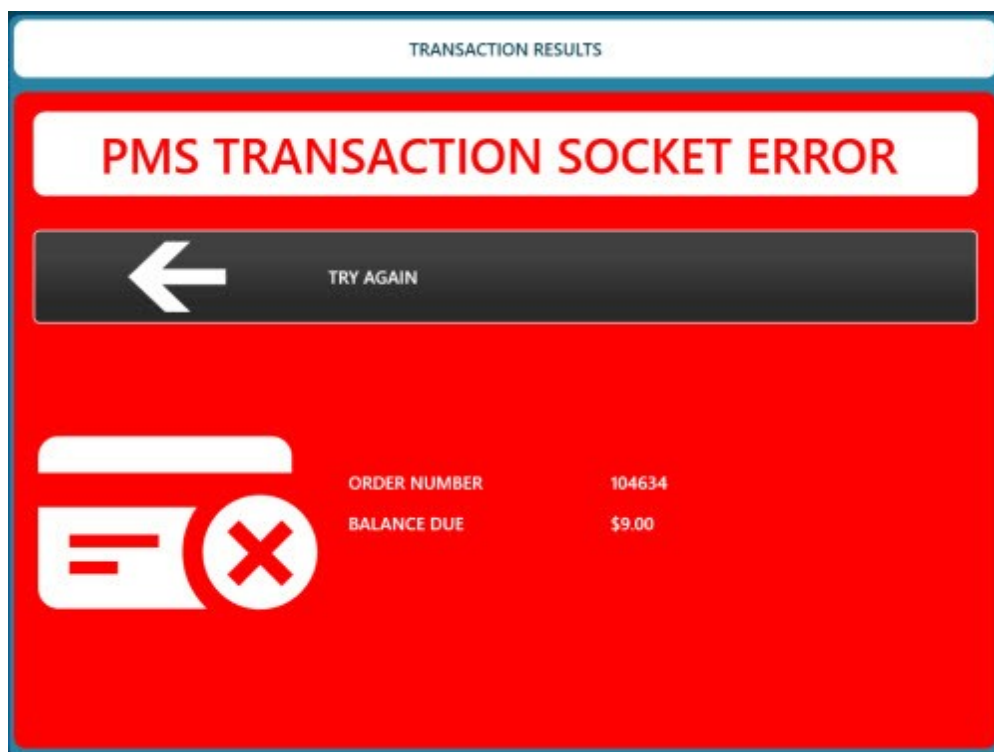 TRANSACTION RESULTS
PMS TRANSACTION SOCKET ERROR
TRY AGAIN
ORDER NUMBER 104634
BALANCE DUE $9.00